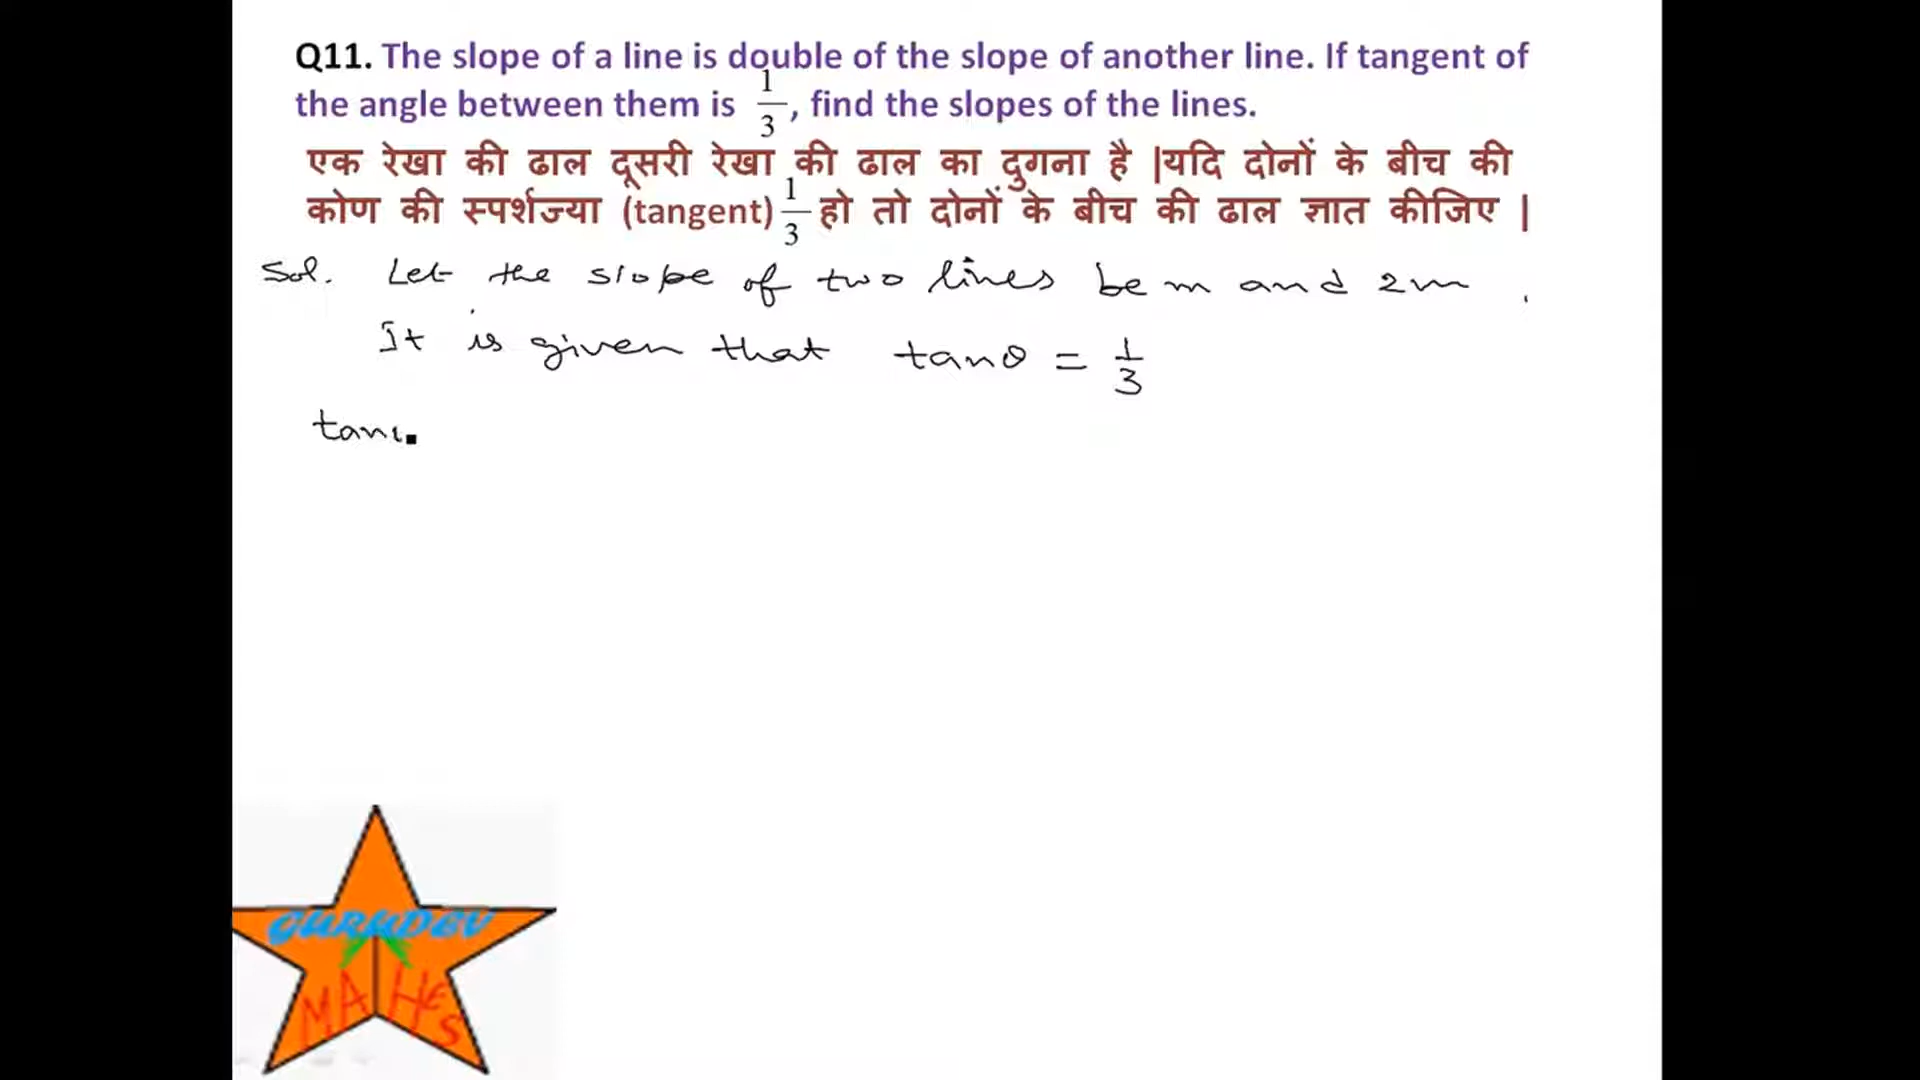 Q11. The slope of a line is double of the slope of another line. If tangent of
the angle between them is 1/3, find the slopes of the lines.
एक रेखा की ढाल दूसरी रेखा की ढाल का दुगना है |यदि दोनों के बीच की
कोण की स्पर्शज्या (tangent) 1/3 हो तो दोनों के बीच की ढाल ज्ञात कीजिए |
Sol. Let the slope of two lines be m and 2m .
It is given that tanθ = 1/3
tan
GURUDEV
MATHS